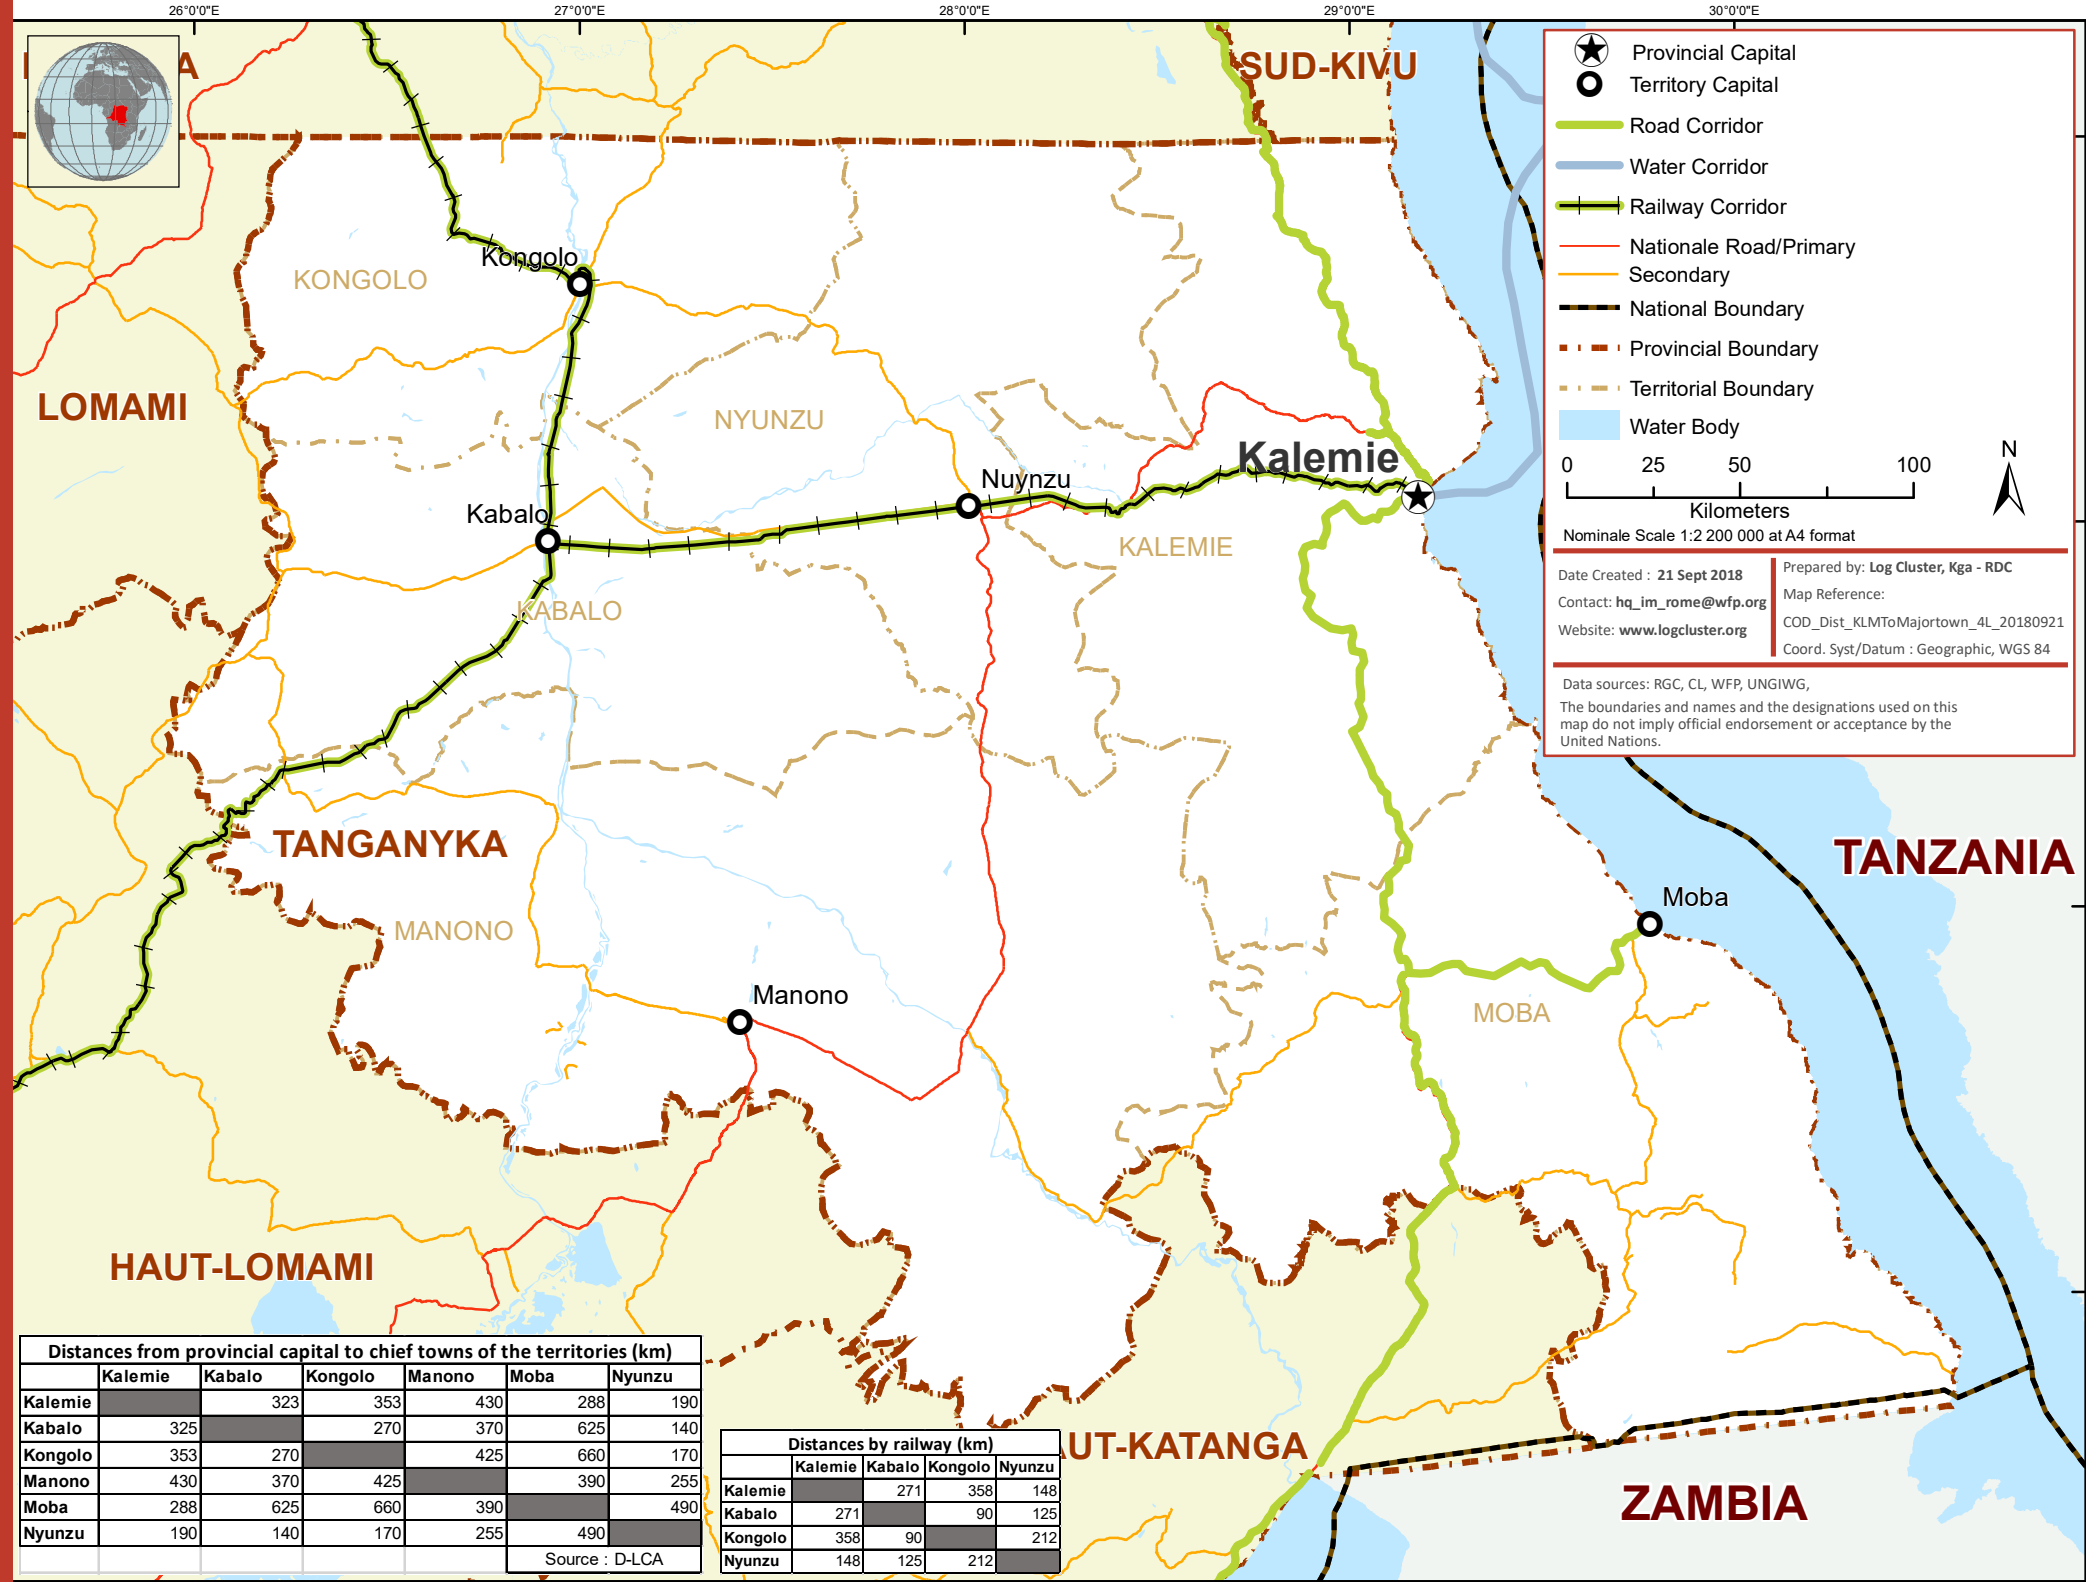 26°0'0"E 27°0'0"E 28°0'0"E 29°0'0"E 30°0'0"E
A
SUD-KIVU
Kongolo
KONGOLO
LOMAMI
NYUNZU
Kalemie
Nuynzu
Kabalo
KALEMIE
KABALO
TANGANYKA
TANZANIA
Moba
MANONO
Manono
MOBA
HAUT-LOMAMI
AUT-KATANGA
ZAMBIA
Provincial Capital
Territory Capital
Road Corridor
Water Corridor
Railway Corridor
Nationale Road/Primary
Secondary
National Boundary
Provincial Boundary
Territorial Boundary
Water Body
0 25 50 100
Kilometers
N
Nominale Scale 1:2 200 000 at A4 format
Date Created : 21 Sept 2018
Contact: hq_im_rome@wfp.org
Website: www.logcluster.org
Prepared by: Log Cluster, Kga - RDC
Map Reference:
COD_Dist_KLMToMajortown_4L_20180921
Coord. Syst/Datum : Geographic, WGS 84
Data sources: RGC, CL, WFP, UNGIWG,
The boundaries and names and the designations used on this
map do not imply official endorsement or acceptance by the
United Nations.
Distances from provincial capital to chief towns of the territories (km)
Kalemie Kabalo Kongolo Manono Moba Nyunzu
Kalemie 323 353 430 288 190
Kabalo 325 270 370 625 140
Kongolo 353 270 425 660 170
Manono 430 370 425 390 255
Moba 288 625 660 390 490
Nyunzu 190 140 170 255 490
Source : D-LCA
Distances by railway (km)
Kalemie Kabalo Kongolo Nyunzu
Kalemie 271 358 148
Kabalo 271 90 125
Kongolo 358 90 212
Nyunzu 148 125 212